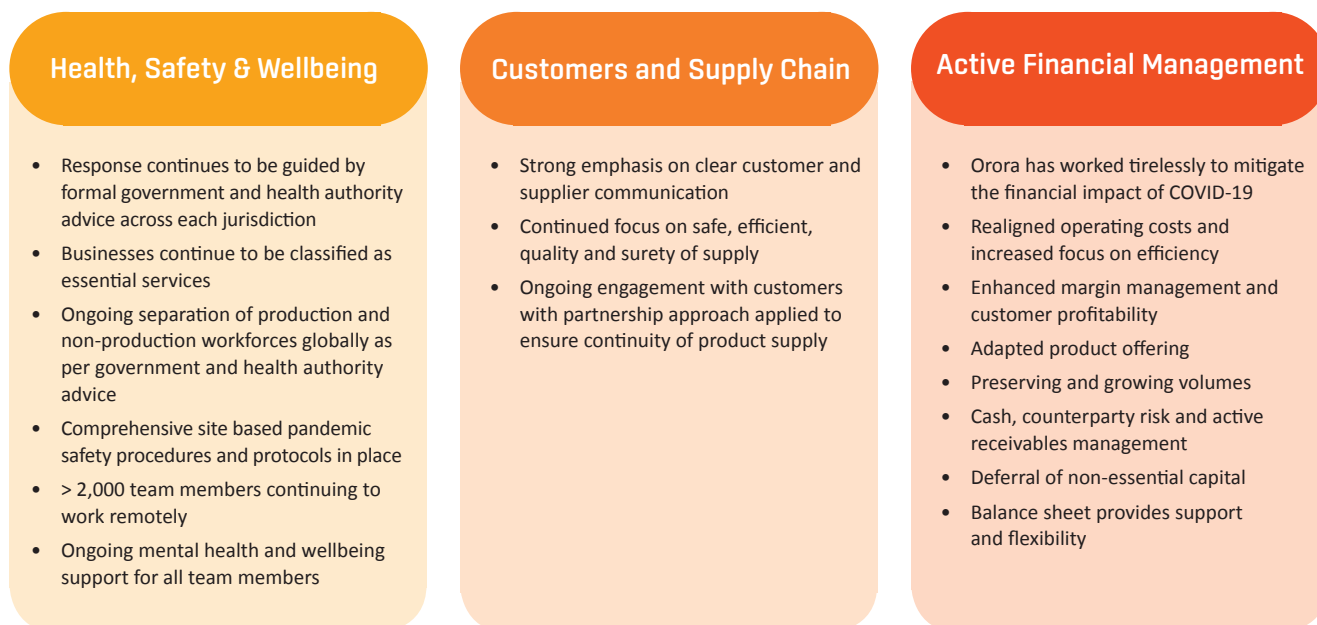 Health, Safety & Wellbeing
• Response continues to be guided by
formal government and health authority
advice across each jurisdiction
• Businesses continue to be classified as
essential services
• Ongoing separation of production and
non-production workforces globally as
per government and health authority
advice
• Comprehensive site based pandemic
safety procedures and protocols in place
• > 2,000 team members continuing to
work remotely
• Ongoing mental health and wellbeing
support for all team members
Customers and Supply Chain
• Strong emphasis on clear customer and
supplier communication
• Continued focus on safe, efficient,
quality and surety of supply
• Ongoing engagement with customers
with partnership approach applied to
ensure continuity of product supply
Active Financial Management
• Orora has worked tirelessly to mitigate
the financial impact of COVID-19
• Realigned operating costs and
increased focus on efficiency
• Enhanced margin management and
customer profitability
• Adapted product offering
• Preserving and growing volumes
• Cash, counterparty risk and active
receivables management
• Deferral of non-essential capital
• Balance sheet provides support
and flexibility